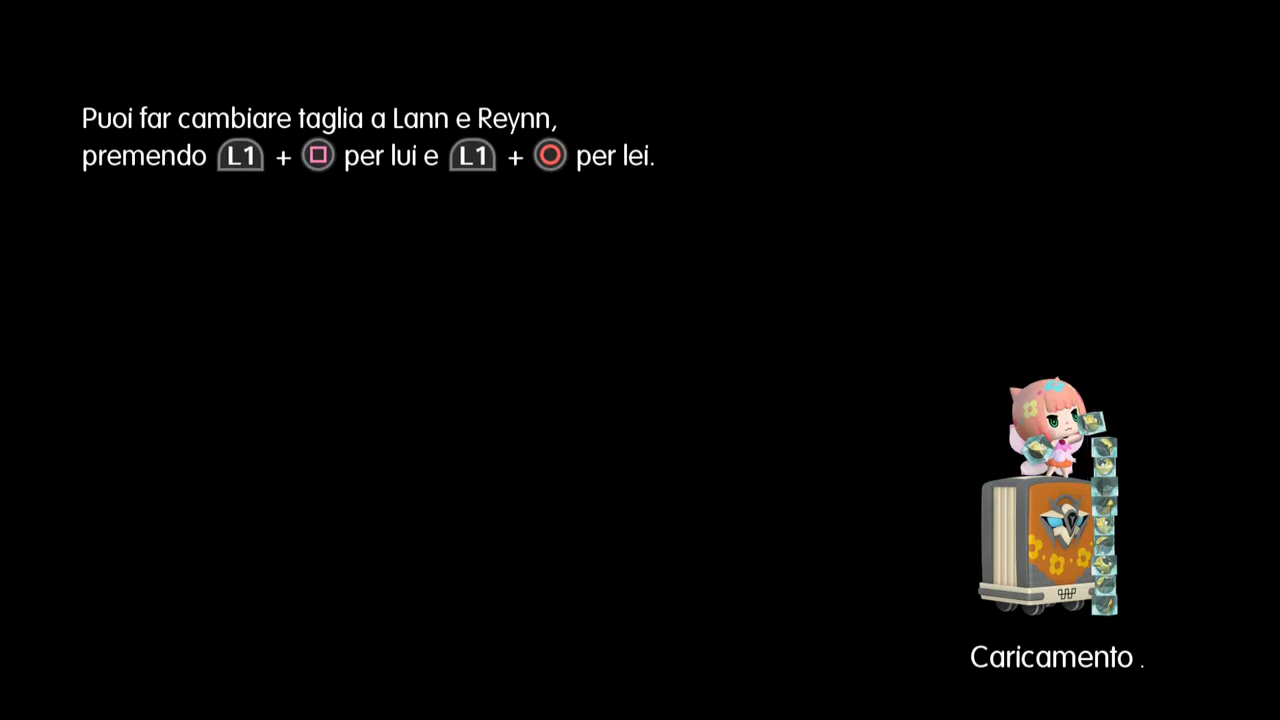 Puoi far cambiare taglia a Lann e Reynn,
premendo L1 + □ per lui e L1 + ○ per lei.
Caricamento .